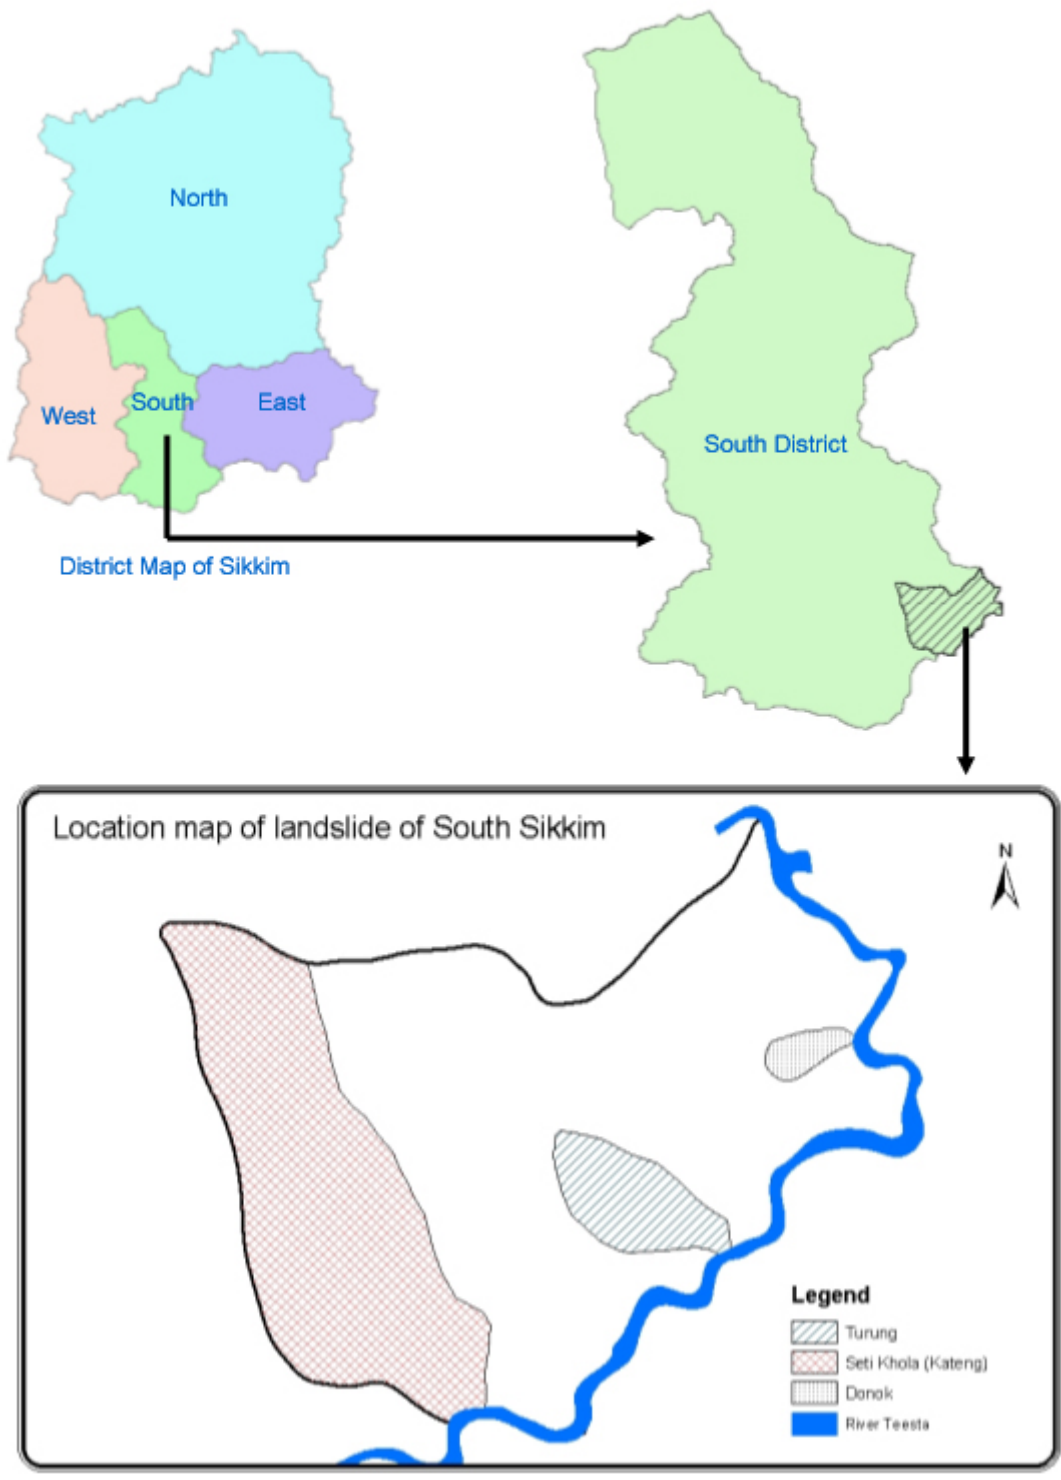 North
West
South
East
District Map of Sikkim
South District
Location map of landslide of South Sikkim
N
Legend
Turung
Seti Khola (Kateng)
Donok
River Teesta